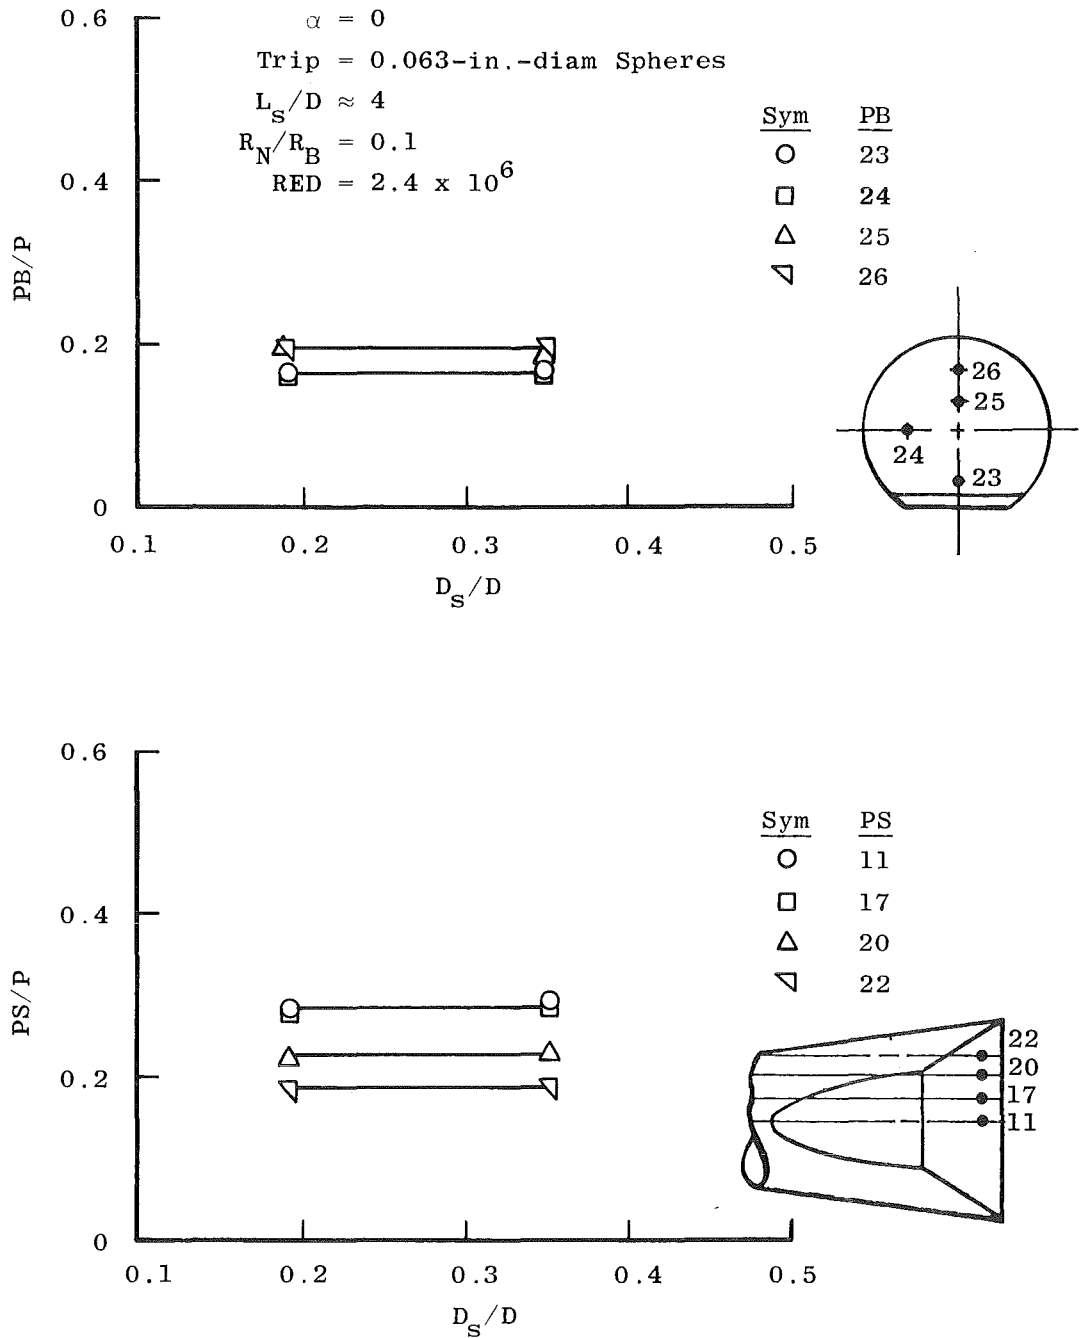 α = 0
Trip = 0.063-in.-diam Spheres
L_s/D ≈ 4
R_N/R_B = 0.1
RED = 2.4 x 10^6
Sym PB
23
24
25
26
PB/P
0.6
0.4
0.2
0
0.1 0.2 0.3 0.4 0.5
D_s/D
26
25
24
23
Sym PS
11
17
20
22
PS/P
0.6
0.4
0.2
0
0.1 0.2 0.3 0.4 0.5
D_s/D
22
20
17
11